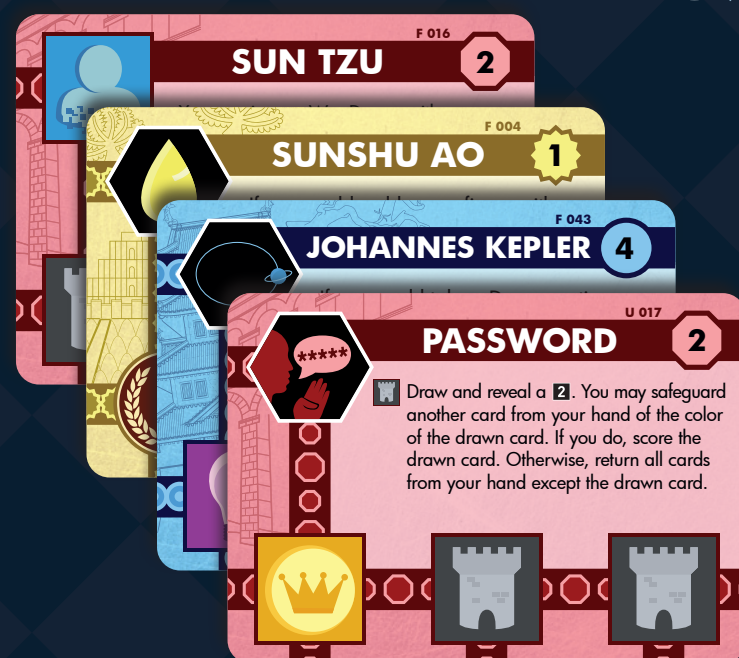 F 016
SUN TZU
2
F 004
SUNSHU AO
1
F 043
JOHANNES KEPLER
4
U 017
PASSWORD
2
*****
Draw and reveal a 2. You may safeguard
another card from your hand of the color
of the drawn card. If you do, score the
drawn card. Otherwise, return all cards
from your hand except the drawn card.